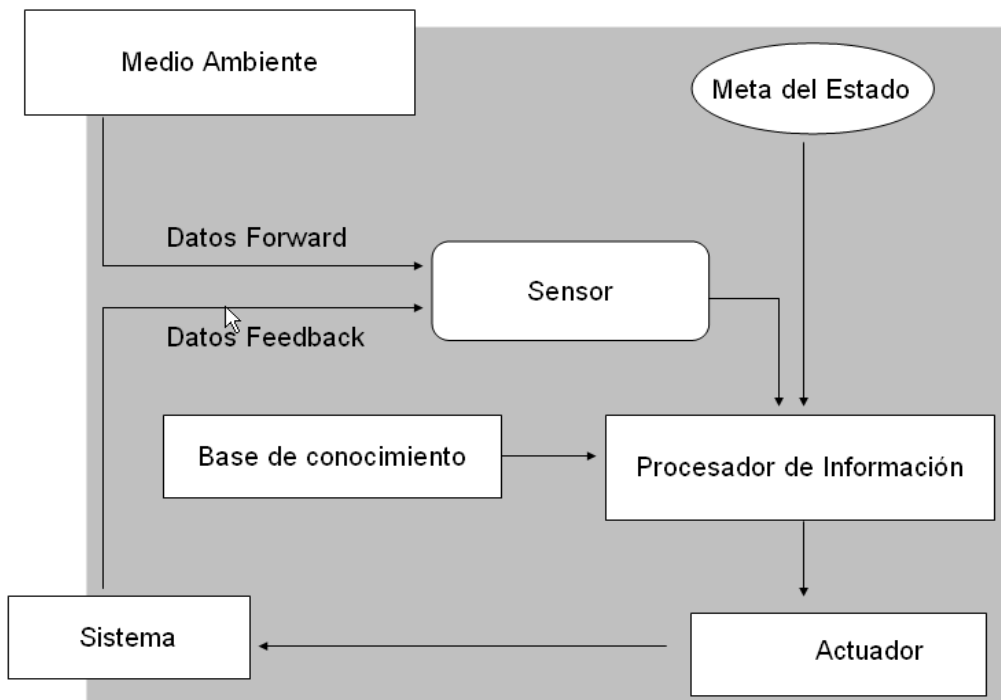 Medio Ambiente
Meta del Estado
Datos Forward
Sensor
Datos Feedback
Base de conocimiento
Procesador de Información
Sistema
Actuador